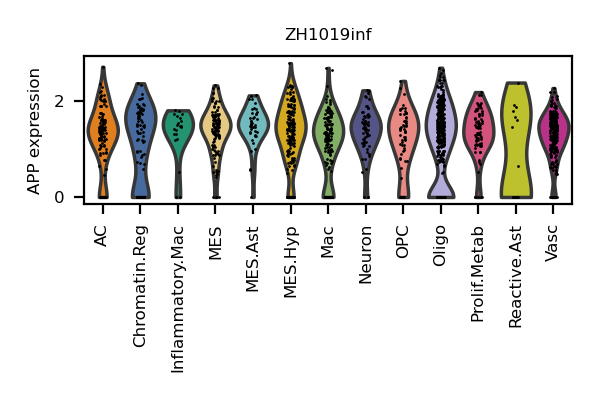 ZH1019inf
APP expression
2
0
AC
Chromatin.Reg
Inflammatory.Mac
MES
MES.Ast
MES.Hyp
Mac
Neuron
OPC
Oligo
Prolif.Metab
Reactive.Ast
Vasc